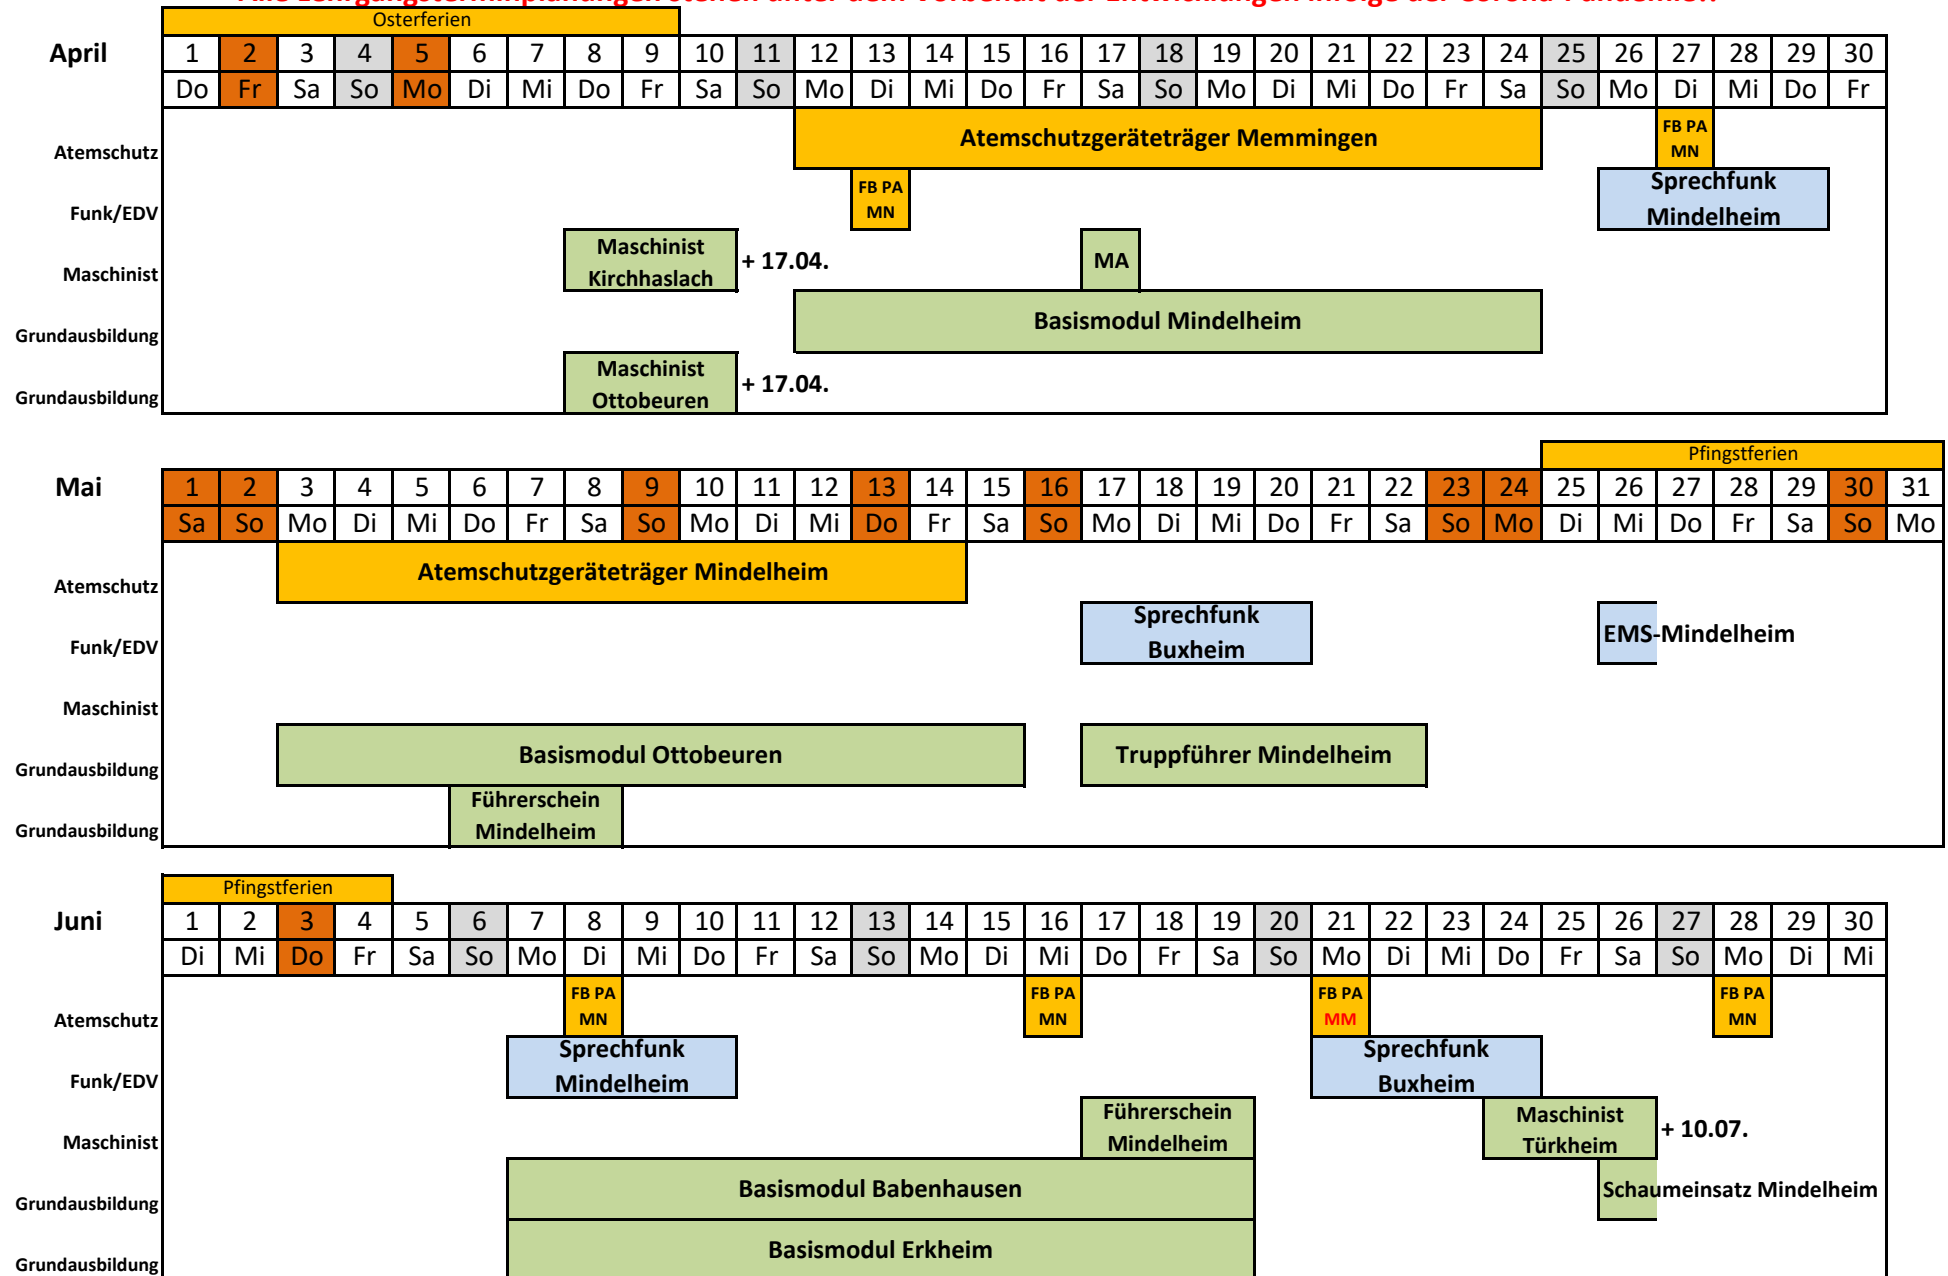 Alle Lehrgangsterminplanungen stehen unter dem Vorbehalt der Entwicklungen infolge der Corona-Pandemie!!
Osterferien
April 1 2 3 4 5 6 7 8 9 10 11 12 13 14 15 16 17 18 19 20 21 22 23 24 25 26 27 28 29 30
Do Fr Sa So Mo Di Mi Do Fr Sa So Mo Di Mi Do Fr Sa So Mo Di Mi Do Fr Sa So Mo Di Mi Do Fr
Atemschutz
Atemschutzgeräteträger Memmingen
FB PA
MN
Funk/EDV
FB PA
MN
Sprechfunk
Mindelheim
Maschinist
Maschinist
Kirchhaslach
+ 17.04.
MA
Grundausbildung
Basismodul Mindelheim
Grundausbildung
Maschinist
Ottobeuren
+ 17.04.
Pfingstferien
Mai 1 2 3 4 5 6 7 8 9 10 11 12 13 14 15 16 17 18 19 20 21 22 23 24 25 26 27 28 29 30 31
Sa So Mo Di Mi Do Fr Sa So Mo Di Mi Do Fr Sa So Mo Di Mi Do Fr Sa So Mo Di Mi Do Fr Sa So Mo
Atemschutz
Atemschutzgeräteträger Mindelheim
Funk/EDV
Sprechfunk
Buxheim
EMS-Mindelheim
Maschinist
Grundausbildung
Basismodul Ottobeuren
Truppführer Mindelheim
Grundausbildung
Führerschein
Mindelheim
Pfingstferien
Juni 1 2 3 4 5 6 7 8 9 10 11 12 13 14 15 16 17 18 19 20 21 22 23 24 25 26 27 28 29 30
Di Mi Do Fr Sa So Mo Di Mi Do Fr Sa So Mo Di Mi Do Fr Sa So Mo Di Mi Do Fr Sa So Mo Di Mi
Atemschutz
FB PA
MN
FB PA
MN
FB PA
MM
FB PA
MN
Funk/EDV
Sprechfunk
Mindelheim
Sprechfunk
Buxheim
Maschinist
Führerschein
Mindelheim
Maschinist
Türkheim
+ 10.07.
Grundausbildung
Basismodul Babenhausen
Schaumeinsatz Mindelheim
Grundausbildung
Basismodul Erkheim